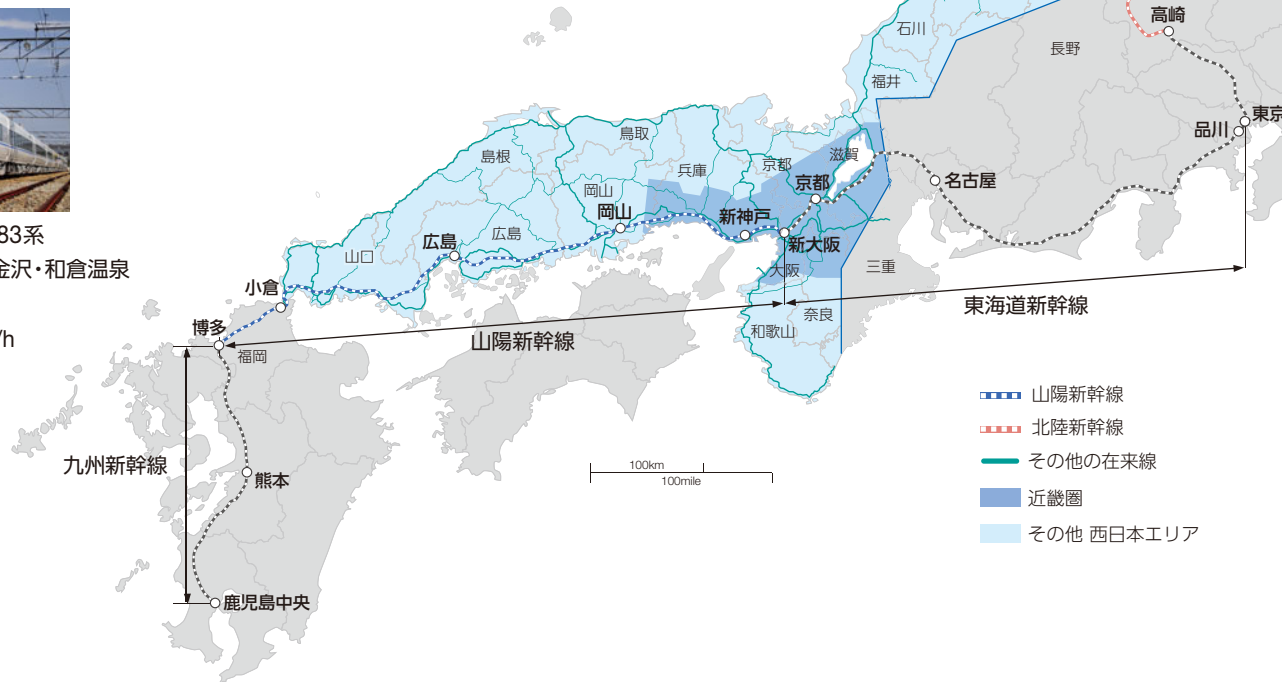 83系
金沢・和倉温泉
/h
石川
福井
長野
高崎
東京
品川
名古屋
鳥取
島根
兵庫
京都
滋賀
岡山
京都
岡山
新神戸
新大阪
広島
広島
山口
大阪
三重
奈良
和歌山
小倉
博多
福岡
山陽新幹線
東海道新幹線
九州新幹線
熊本
鹿児島中央
100km
100mile
山陽新幹線
北陸新幹線
その他の在来線
近畿圏
その他 西日本エリア